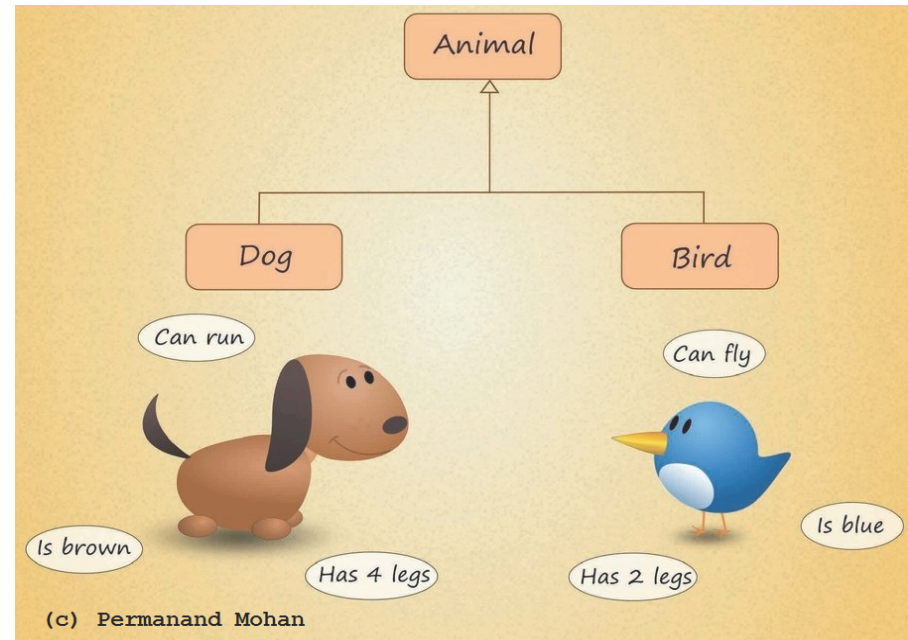 Animal
Dog
Bird
Can run
Can fly
Is brown
Has 4 legs
Has 2 legs
Is blue
(c) Permanand Mohan